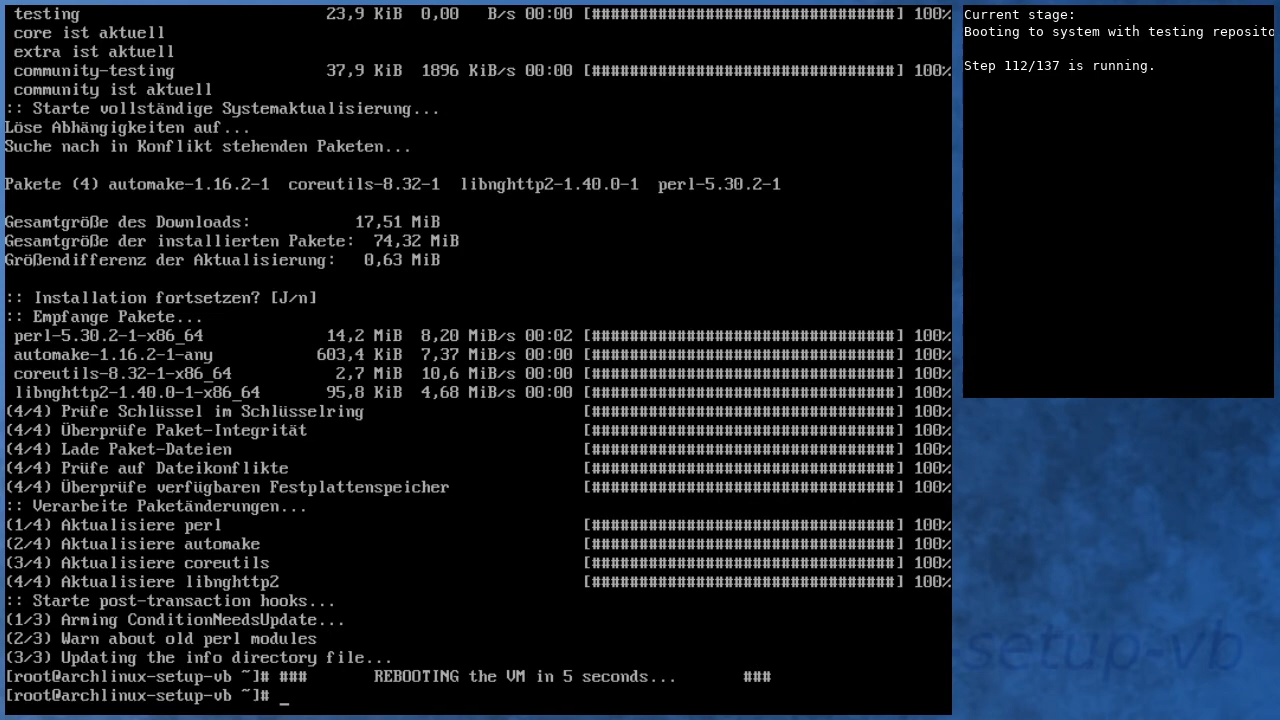 testing                          23,9 KiB  0,00   B/s 00:00 [################################] 100%
core ist aktuell
extra ist aktuell
community-testing                37,9 KiB  1896 KiB/s 00:00 [################################] 100%
community ist aktuell
:: Starte vollständige Systemaktualisierung...
Löse Abhängigkeiten auf...
Suche nach in Konflikt stehenden Paketen...
Pakete (4) automake-1.16.2-1  coreutils-8.32-1  libnghttp2-1.40.0-1  perl-5.30.2-1
Gesamtgröße des Downloads:           17,51 MiB
Gesamtgröße der installierten Pakete:  74,32 MiB
Größendifferenz der Aktualisierung:   0,63 MiB
:: Installation fortsetzen? [J/n]
:: Empfange Pakete...
perl-5.30.2-1-x86_64             14,2 MiB  8,20 MiB/s 00:02 [################################] 100%
automake-1.16.2-1-any           603,4 KiB  7,37 MiB/s 00:00 [################################] 100%
coreutils-8.32-1-x86_64           2,7 MiB  10,6 MiB/s 00:00 [################################] 100%
libnghttp2-1.40.0-1-x86_64       95,8 KiB  4,68 MiB/s 00:00 [################################] 100%
(4/4) Prüfe Schlüssel im Schlüsselring                       [################################] 100%
(4/4) Überprüfe Paket-Integrität                             [################################] 100%
(4/4) Lade Paket-Dateien                                     [################################] 100%
(4/4) Prüfe auf Dateikonflikte                               [################################] 100%
(4/4) Überprüfe verfügbaren Festplattenspeicher              [################################] 100%
:: Verarbeite Paketänderungen...
(1/4) Aktualisiere perl                                      [################################] 100%
(2/4) Aktualisiere automake                                  [################################] 100%
(3/4) Aktualisiere coreutils                                 [################################] 100%
(4/4) Aktualisiere libnghttp2                                [################################] 100%
:: Starte post-transaction hooks...
(1/3) Arming ConditionNeedsUpdate...
(2/3) Warn about old perl modules
(3/3) Updating the info directory file...
[root@archlinux-setup-vb ~]# ###       REBOOTING the VM in 5 seconds...       ###
[root@archlinux-setup-vb ~]# _
Current stage:
Booting to system with testing reposito
Step 112/137 is running.
setup-vb